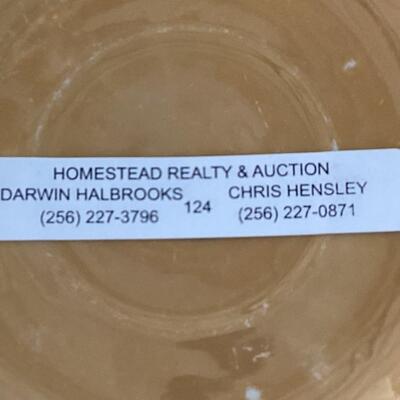 HOMESTEAD REALTY & AUCTION
DARWIN HALBROOKS 124 CHRIS HENSLEY
(256) 227-3796 (256) 227-0871